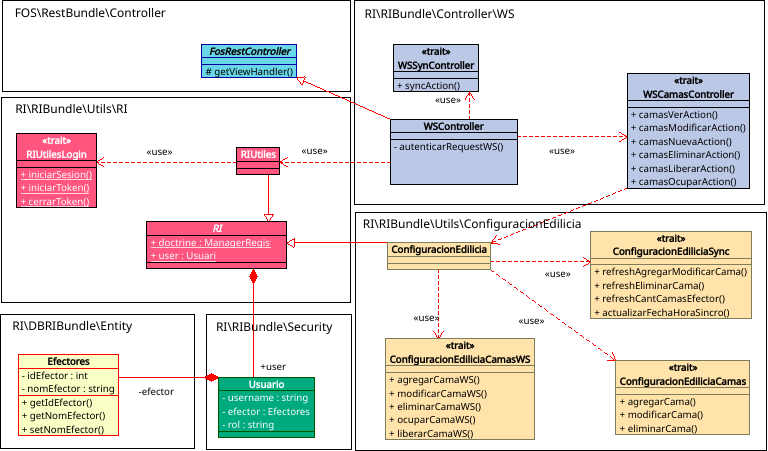 FOS\RestBundle\Controller
FosRestController
# getViewHandler()
RI\RIBundle\Controller\WS
«trait»
WSSynController
+ syncAction()
«use»
WSController
- autenticarRequestWS()
«use»
«trait»
WSCamasController
+ camasVerAction()
+ camasModificarAction()
+ camasNuevaAction()
+ camasEliminarAction()
+ camasLiberarAction()
+ camasOcuparAction()
RI\RIBundle\Utils\RI
«trait»
RIUtilesLogin
+ iniciarSesion()
+ iniciarToken()
+ cerrarToken()
«use»
RIUtiles
«use»
RI
+ doctrine : ManagerRegis
+ user : Usuari
RI\RIBundle\Utils\ConfiguracionEdilicia
ConfiguracionEdilicia
«use»
«trait»
ConfiguracionEdiliciaSync
+ refreshAgregarModificarCama()
+ refreshEliminarCama()
+ refreshCantCamasEfector()
+ actualizarFechaHoraSincro()
«use»
«use»
«trait»
ConfiguracionEdiliciaCamasWS
+ agregarCamaWS()
+ modificarCamaWS()
+ eliminarCamaWS()
+ ocuparCamaWS()
+ liberarCamaWS()
«trait»
ConfiguracionEdiliciaCamas
+ agregarCama()
+ modificarCama()
+ eliminarCama()
RI\DBRIBundle\Entity
Efectores
- idEfector : int
- nomEfector : string
+ getIdEfector()
+ getNomEfector()
+ setNomEfector()
-efector
RI\RIBundle\Security
+user
Usuario
- username : string
- efector : Efectores
- rol : string